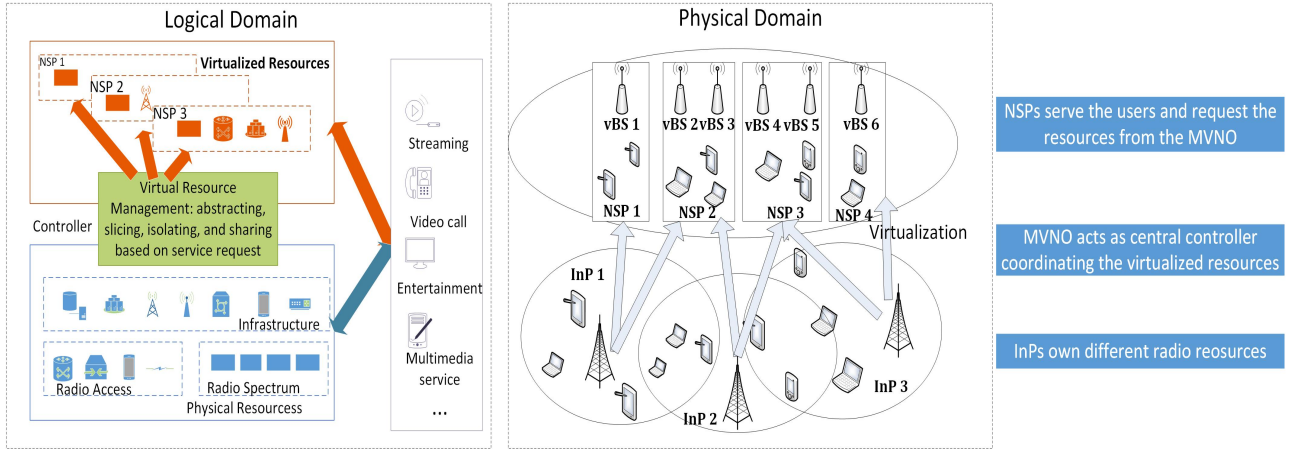 Logical Domain
NSP 1
Virtualized Resources
NSP 2
NSP 3
Controller
Virtual Resource
Management: abstracting,
slicing, isolating, and sharing
based on service request
Infrastructure
Radio Access
Radio Spectrum
Physical Resourcess
Streaming
Video call
Entertainment
Multimedia
service
...
Physical Domain
vBS 1
vBS 2
vBS 3
vBS 4
vBS 5
vBS 6
NSP 1
NSP 2
NSP 3
NSP 4
Virtualization
InP 1
InP 2
InP 3
NSPs serve the users and request the
resources from the MVNO
MVNO acts as central controller
coordinating the virtualized resources
InPs own different radio reosurces